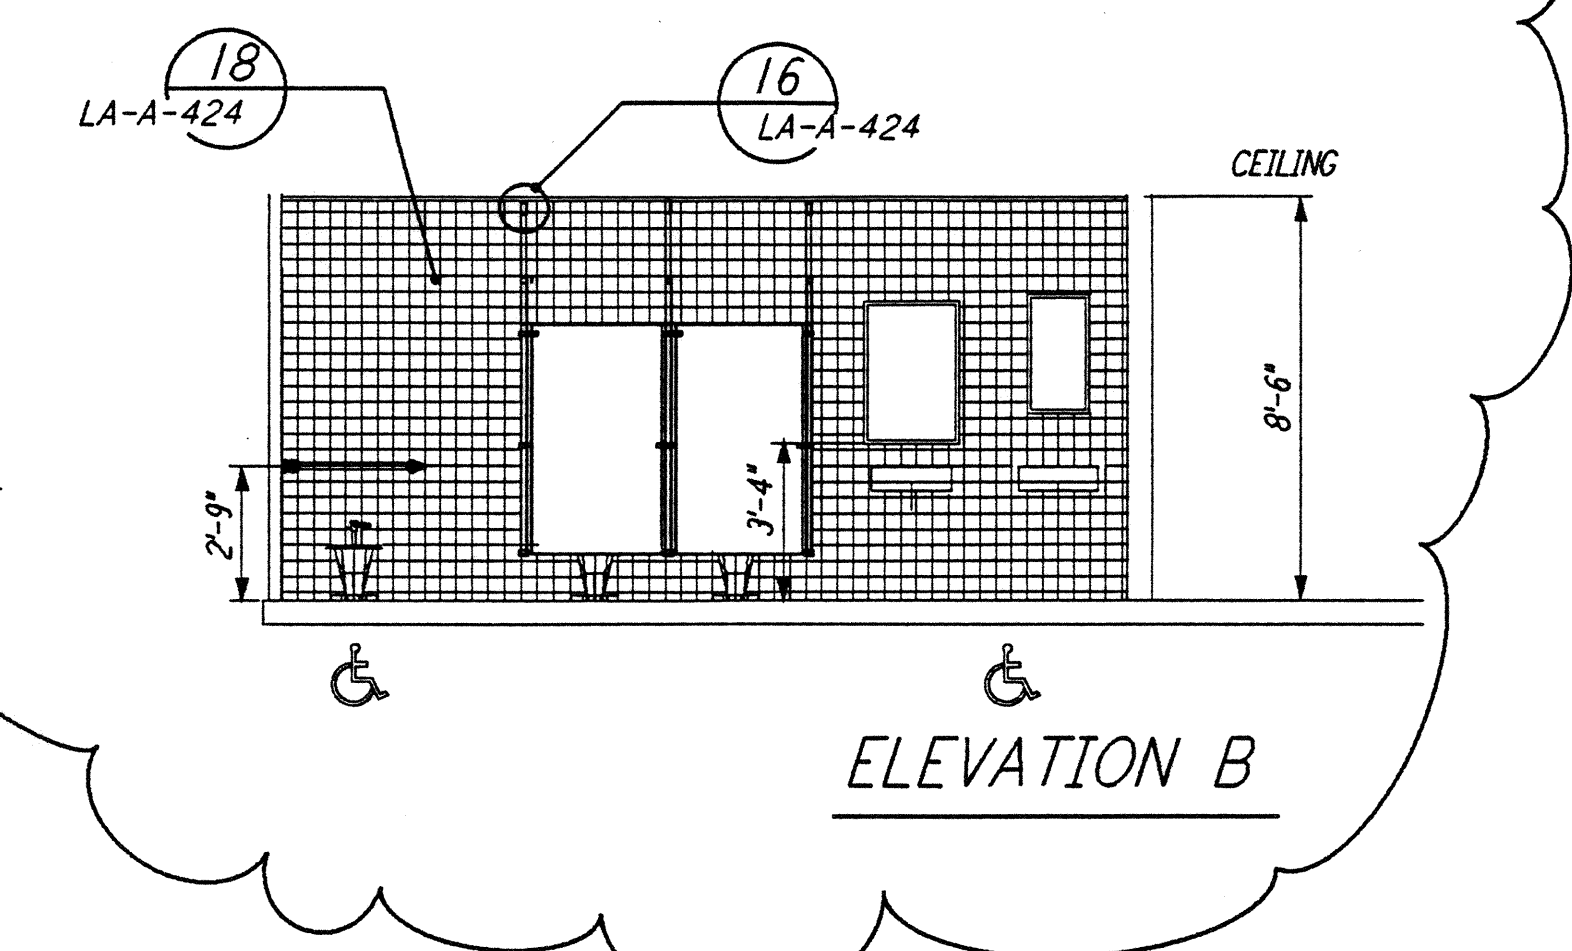 18
LA-A-424
16
LA-A-424
CEILING
8'-6"
2'-9"
3'-4"
ELEVATION B